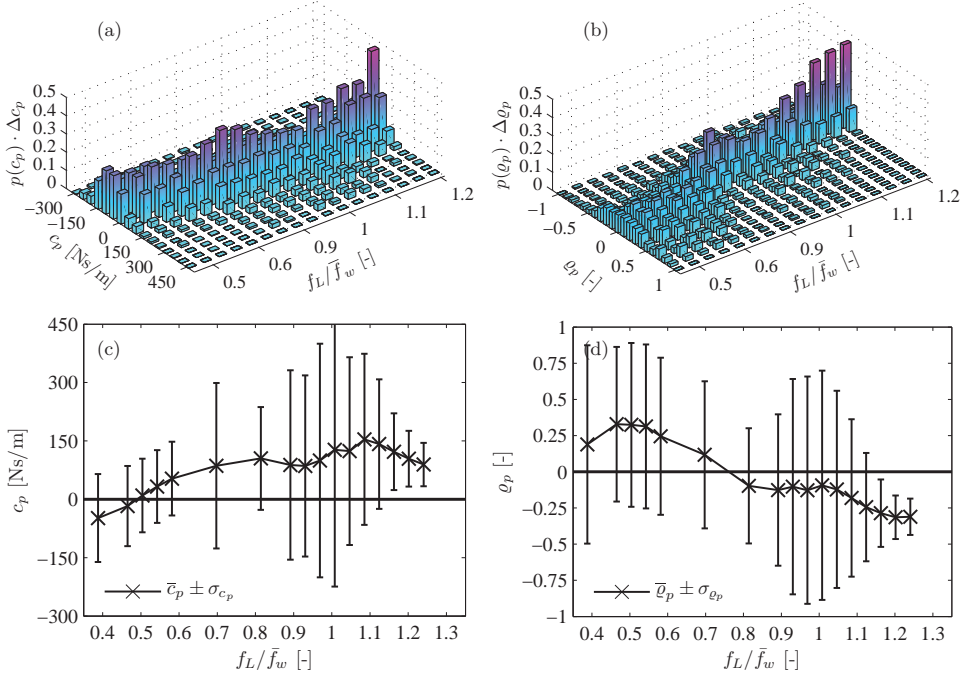 (a)
0.5
0.4
0.3
0.2
0.1
0
p(c_p) · Δc_p
−300
−150
0
150
300
450
c_p [Ns/m]
0.5
0.6
0.9
1
1.1
1.2
f_L/f̄_w [-]
(b)
0.5
0.4
0.3
0.2
0.1
0
p(ϱ_p) · Δϱ_p
−1
−0.5
0
0.5
1
ϱ_p [-]
0.5
0.6
0.9
1
1.1
1.2
f_L/f̄_w [-]
(c)
450
300
150
0
−150
−300
c_p [Ns/m]
c̄_p ± σ_{c_p}
0.4 0.5 0.6 0.7 0.8 0.9 1 1.1 1.2 1.3
f_L/f̄_w [-]
(d)
1
0.75
0.5
0.25
0
−0.25
−0.5
−0.75
−1
ϱ_p [-]
ϱ̄_p ± σ_{ϱ_p}
0.4 0.5 0.6 0.7 0.8 0.9 1 1.1 1.2 1.3
f_L/f̄_w [-]